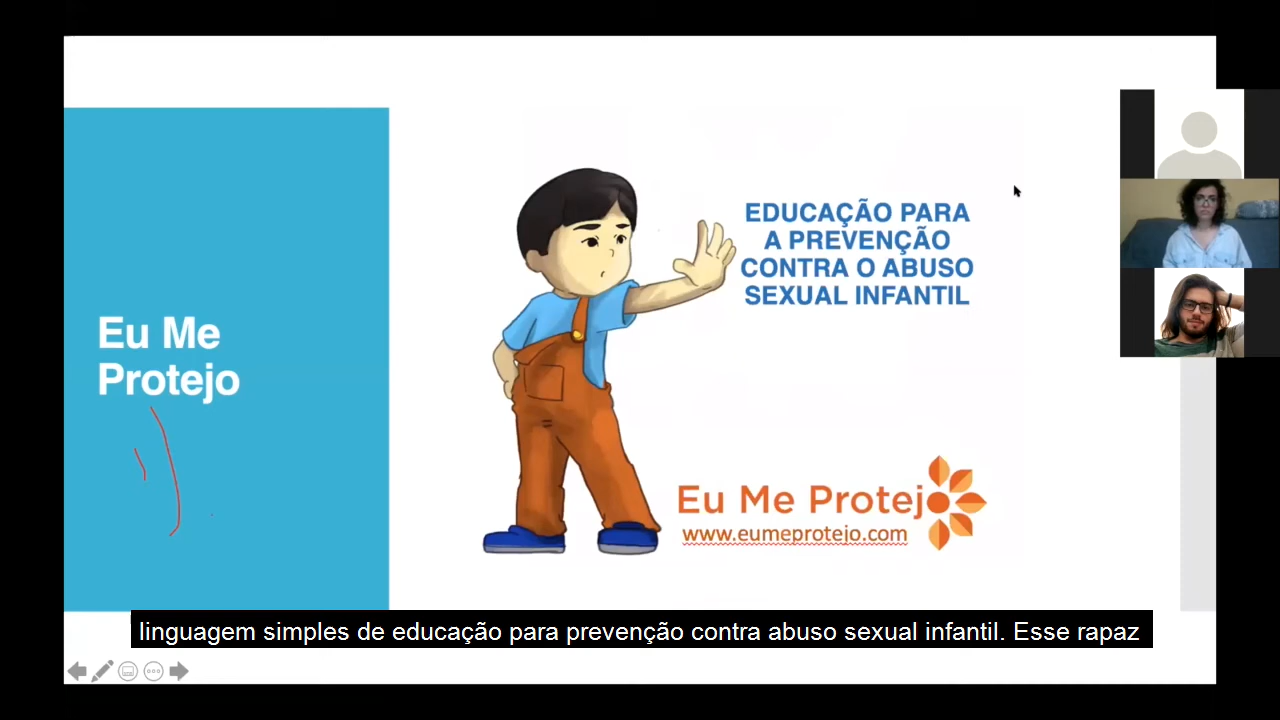 Eu Me
Protejo
EDUCAÇÃO PARA
A PREVENÇÃO
CONTRA O ABUSO
SEXUAL INFANTIL
Eu Me Protejo
www.eumeprotejo.com
linguagem simples de educação para prevenção contra abuso sexual infantil. Esse rapaz